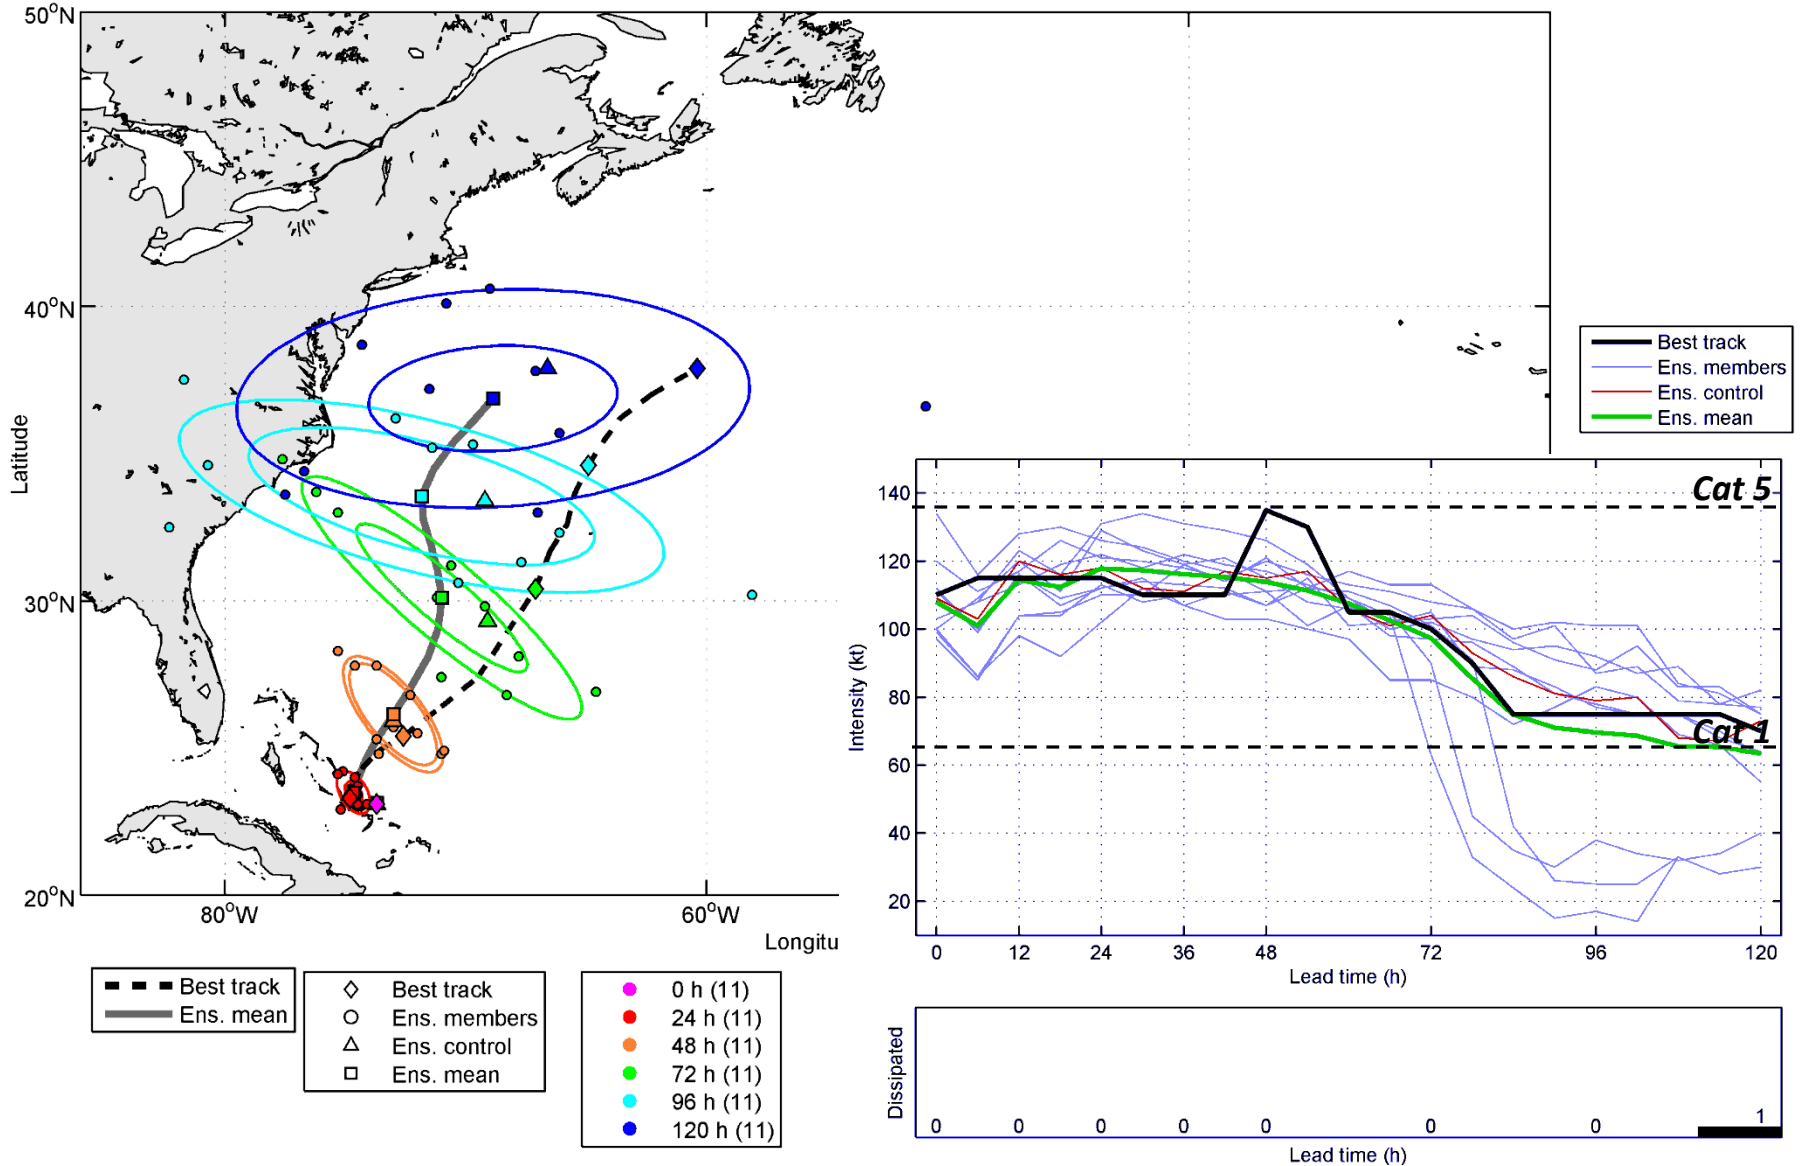 50°N
40°N
30°N
20°N
Latitude
80°W
60°W
Longitu
Best track
Ens. mean
Best track
Ens. members
Ens. control
Ens. mean
0 h (11)
24 h (11)
48 h (11)
72 h (11)
96 h (11)
120 h (11)
Best track
Ens. members
Ens. control
Ens. mean
Cat 5
Cat 1
140
120
100
80
60
40
20
Intensity (kt)
0 12 24 36 48 72 96 120
Lead time (h)
Dissipated
0 0 0 0 0 0 0 1
Lead time (h)